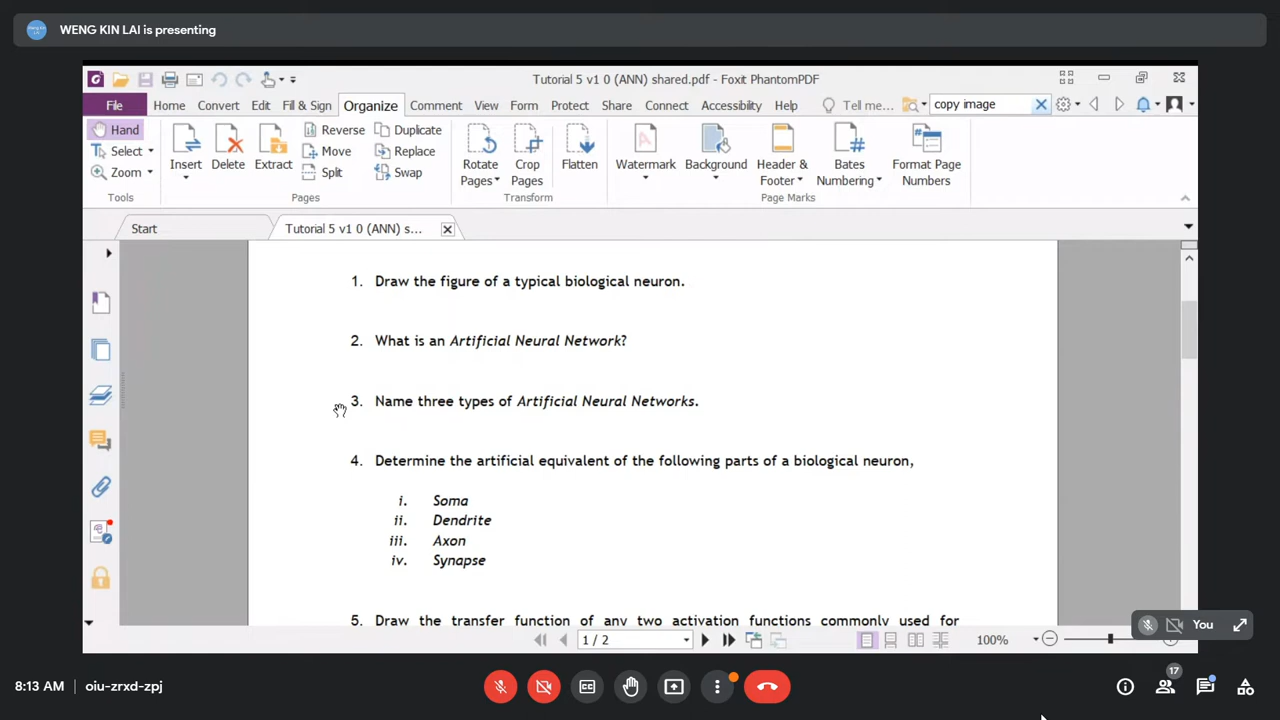 WENG KIN LAI is presenting
Tutorial 5 v1 0 (ANN) shared.pdf - Foxit PhantomPDF
File Home Convert Edit Fill & Sign Organize Comment View Form Protect Share Connect Accessibility Help Tell me... copy image
Hand
Select
Zoom
Tools
Insert
Delete
Extract
Reverse
Move
Split
Duplicate
Replace
Swap
Pages
Rotate Pages
Crop Pages
Flatten
Transform
Watermark
Background
Header & Footer
Bates Numbering
Format Page Numbers
Page Marks
Start
Tutorial 5 v1 0 (ANN) s...
1. Draw the figure of a typical biological neuron.
2. What is an Artificial Neural Network?
3. Name three types of Artificial Neural Networks.
4. Determine the artificial equivalent of the following parts of a biological neuron,
i. Soma
ii. Dendrite
iii. Axon
iv. Synapse
5. Draw the transfer function of any two activation functions commonly used for
1 / 2
100%
You
8:13 AM
oiu-zrxd-zpj
17